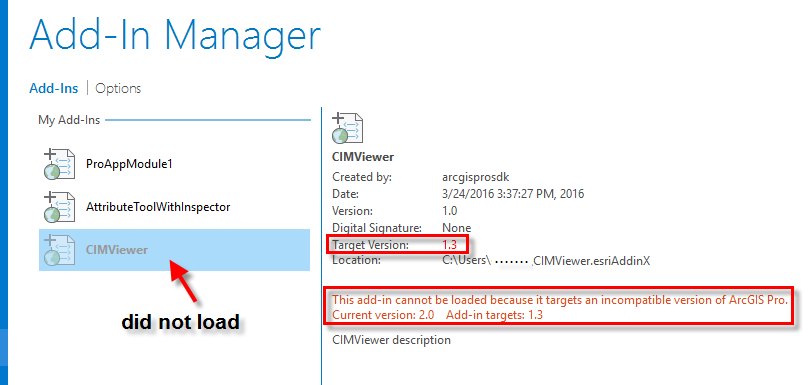 Add-In Manager
Add-Ins | Options
My Add-Ins
ProAppModule1
AttributeToolWithInspector
CIMViewer
did not load
CIMViewer
Created by: arcgisprosdk
Date: 3/24/2016 3:37:27 PM, 2016
Version: 1.0
Digital Signature: None
Target Version: 1.3
Location: C:\Users\ ....... CIMViewer.esriAddinX
This add-in cannot be loaded because it targets an incompatible version of ArcGIS Pro.
Current version: 2.0 Add-in targets: 1.3
CIMViewer description